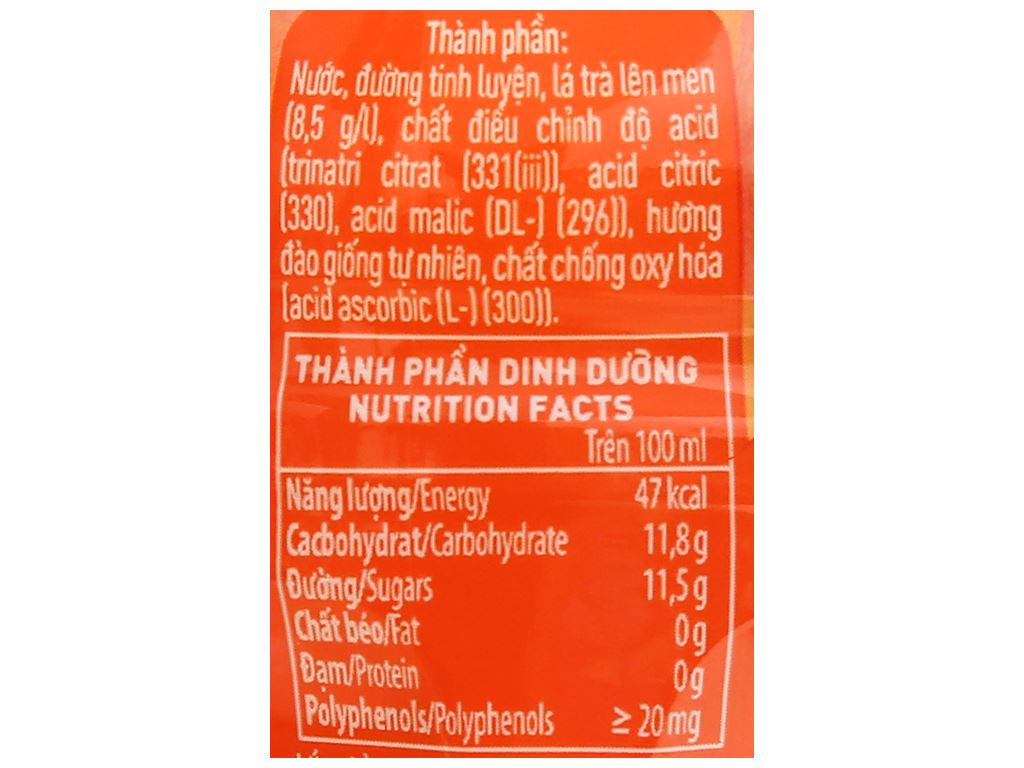 Thành phần:
Nước, đường tinh luyện, lá trà lên men
(8,5 g/l), chất điều chỉnh độ acid
(trinatri citrat (331(iii)), acid citric
(330), acid malic (DL-) (296)), hương
đào giống tự nhiên, chất chống oxy hóa
(acid ascorbic (L-) (300)).
THÀNH PHẦN DINH DƯỠNG
NUTRITION FACTS
Trên 100 ml
Năng lượng/Energy 47 kcal
Cacbohydrat/Carbohydrate 11,8 g
Đường/Sugars 11,5 g
Chất béo/Fat 0 g
Đạm/Protein 0 g
Polyphenols/Polyphenols ≥ 20 mg